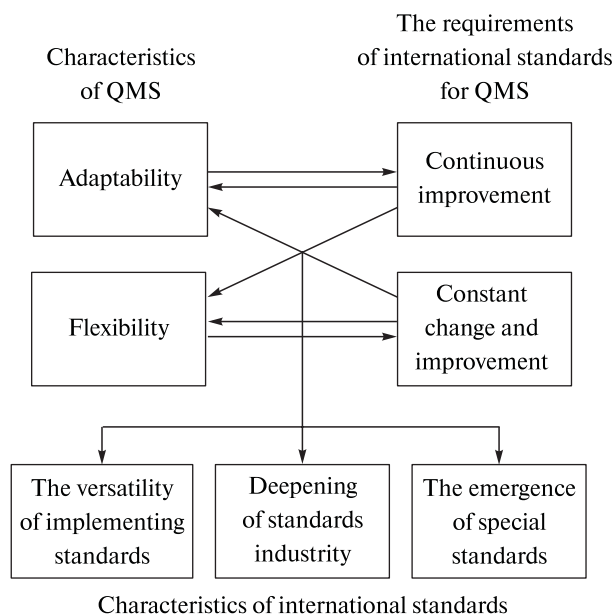 Characteristics
of QMS
The requirements
of international standards
for QMS
Adaptability
Continuous
improvement
Flexibility
Constant
change and
improvement
The versatility
of implementing
standards
Deepening
of standards
industrity
The emergence
of special
standards
Characteristics of international standards